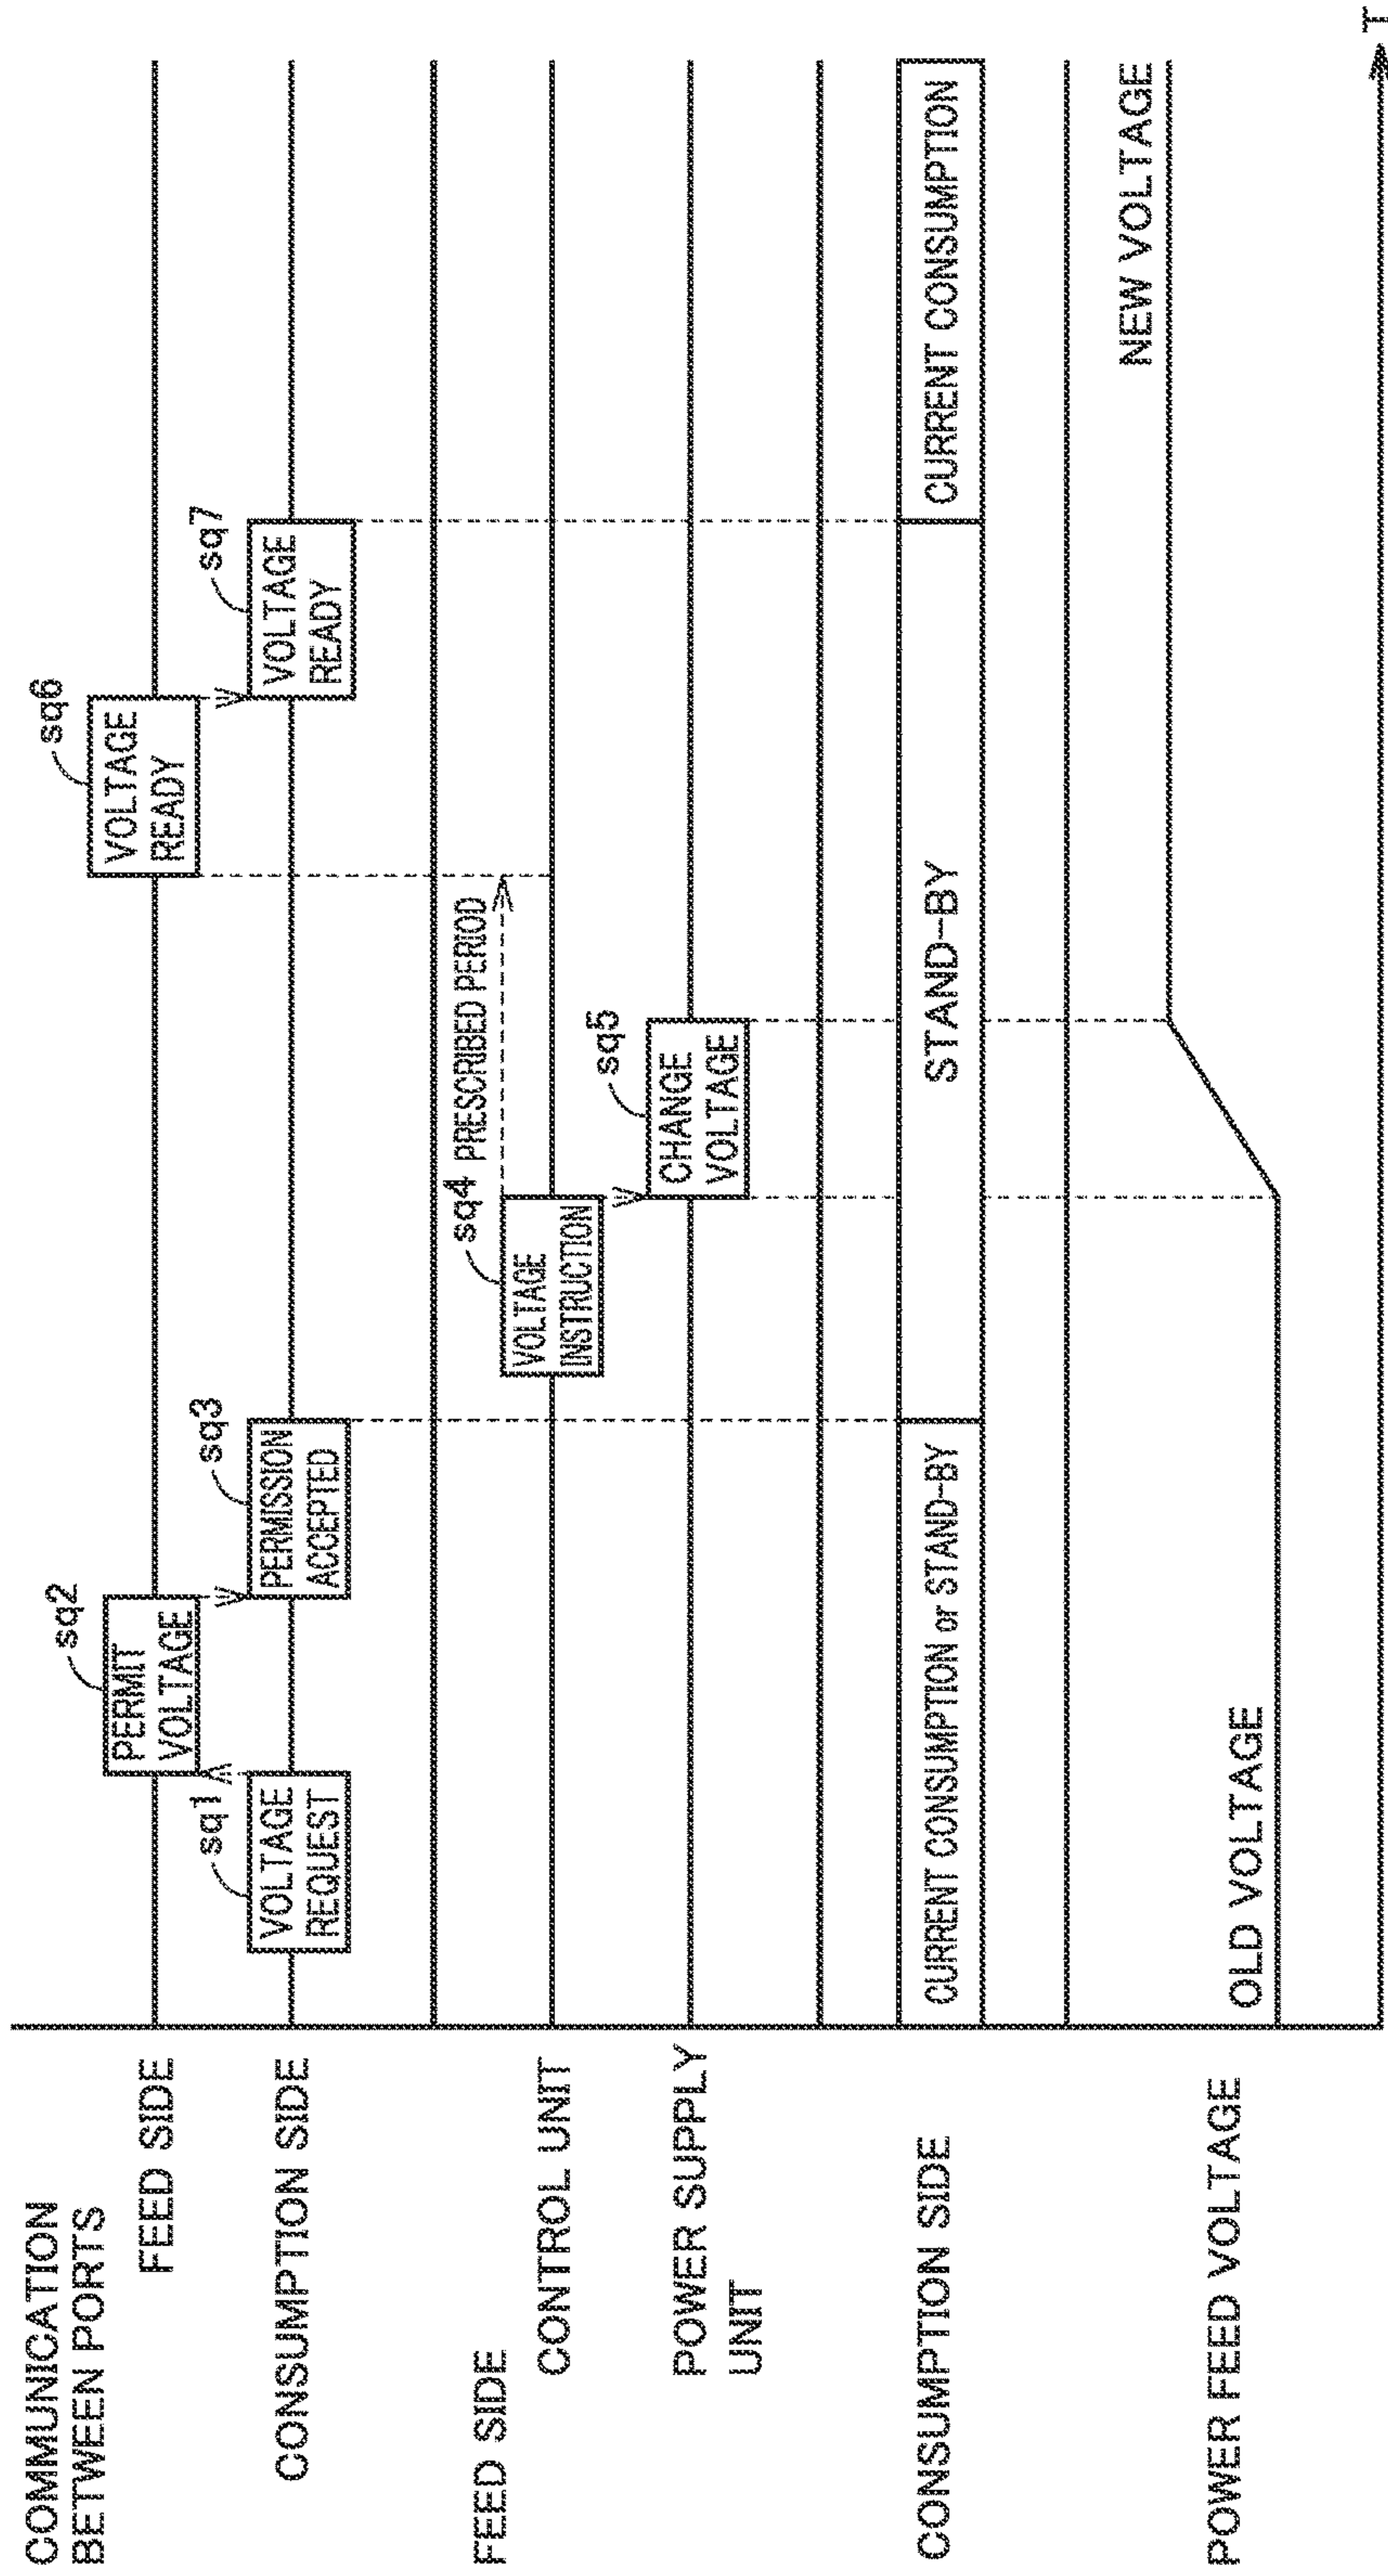 COMMUNICATION
BETWEEN PORTS
FEED SIDE
CONSUMPTION SIDE
FEED SIDE
CONTROL UNIT
POWER SUPPLY
UNIT
CONSUMPTION SIDE
POWER FEED VOLTAGE
sq1
VOLTAGE
REQUEST
sq2
PERMIT
VOLTAGE
sq3
PERMISSION
ACCEPTED
sq4
PRESCRIBED PERIOD
VOLTAGE
INSTRUCTION
sq5
CHANGE
VOLTAGE
sq6
VOLTAGE
READY
sq7
VOLTAGE
READY
CURRENT CONSUMPTION or STAND-BY
STAND-BY
CURRENT CONSUMPTION
OLD VOLTAGE
NEW VOLTAGE
T